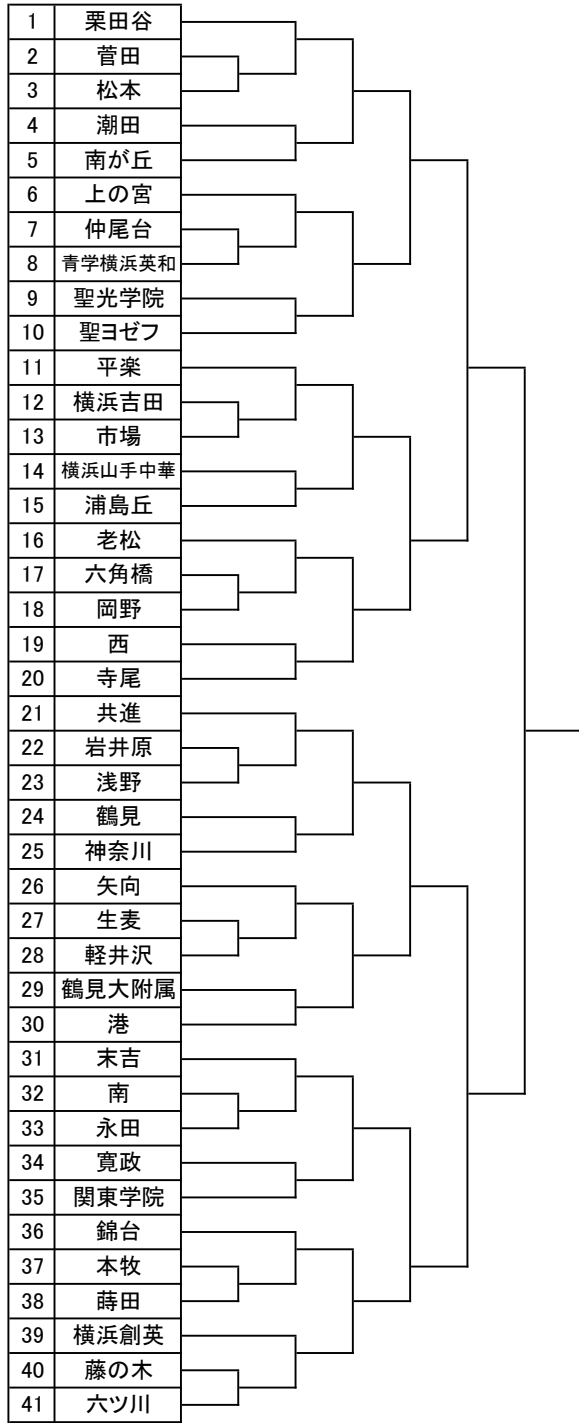 1 栗田谷
2 菅田
3 松本
4 潮田
5 南が丘
6 上の宮
7 仲尾台
8 青学横浜英和
9 聖光学院
10 聖ヨゼフ
11 平楽
12 横浜吉田
13 市場
14 横浜山手中華
15 浦島丘
16 老松
17 六角橋
18 岡野
19 西
20 寺尾
21 共進
22 岩井原
23 浅野
24 鶴見
25 神奈川
26 矢向
27 生麦
28 軽井沢
29 鶴見大附属
30 港
31 末吉
32 南
33 永田
34 寛政
35 関東学院
36 錦台
37 本牧
38 蒔田
39 横浜創英
40 藤の木
41 六ツ川